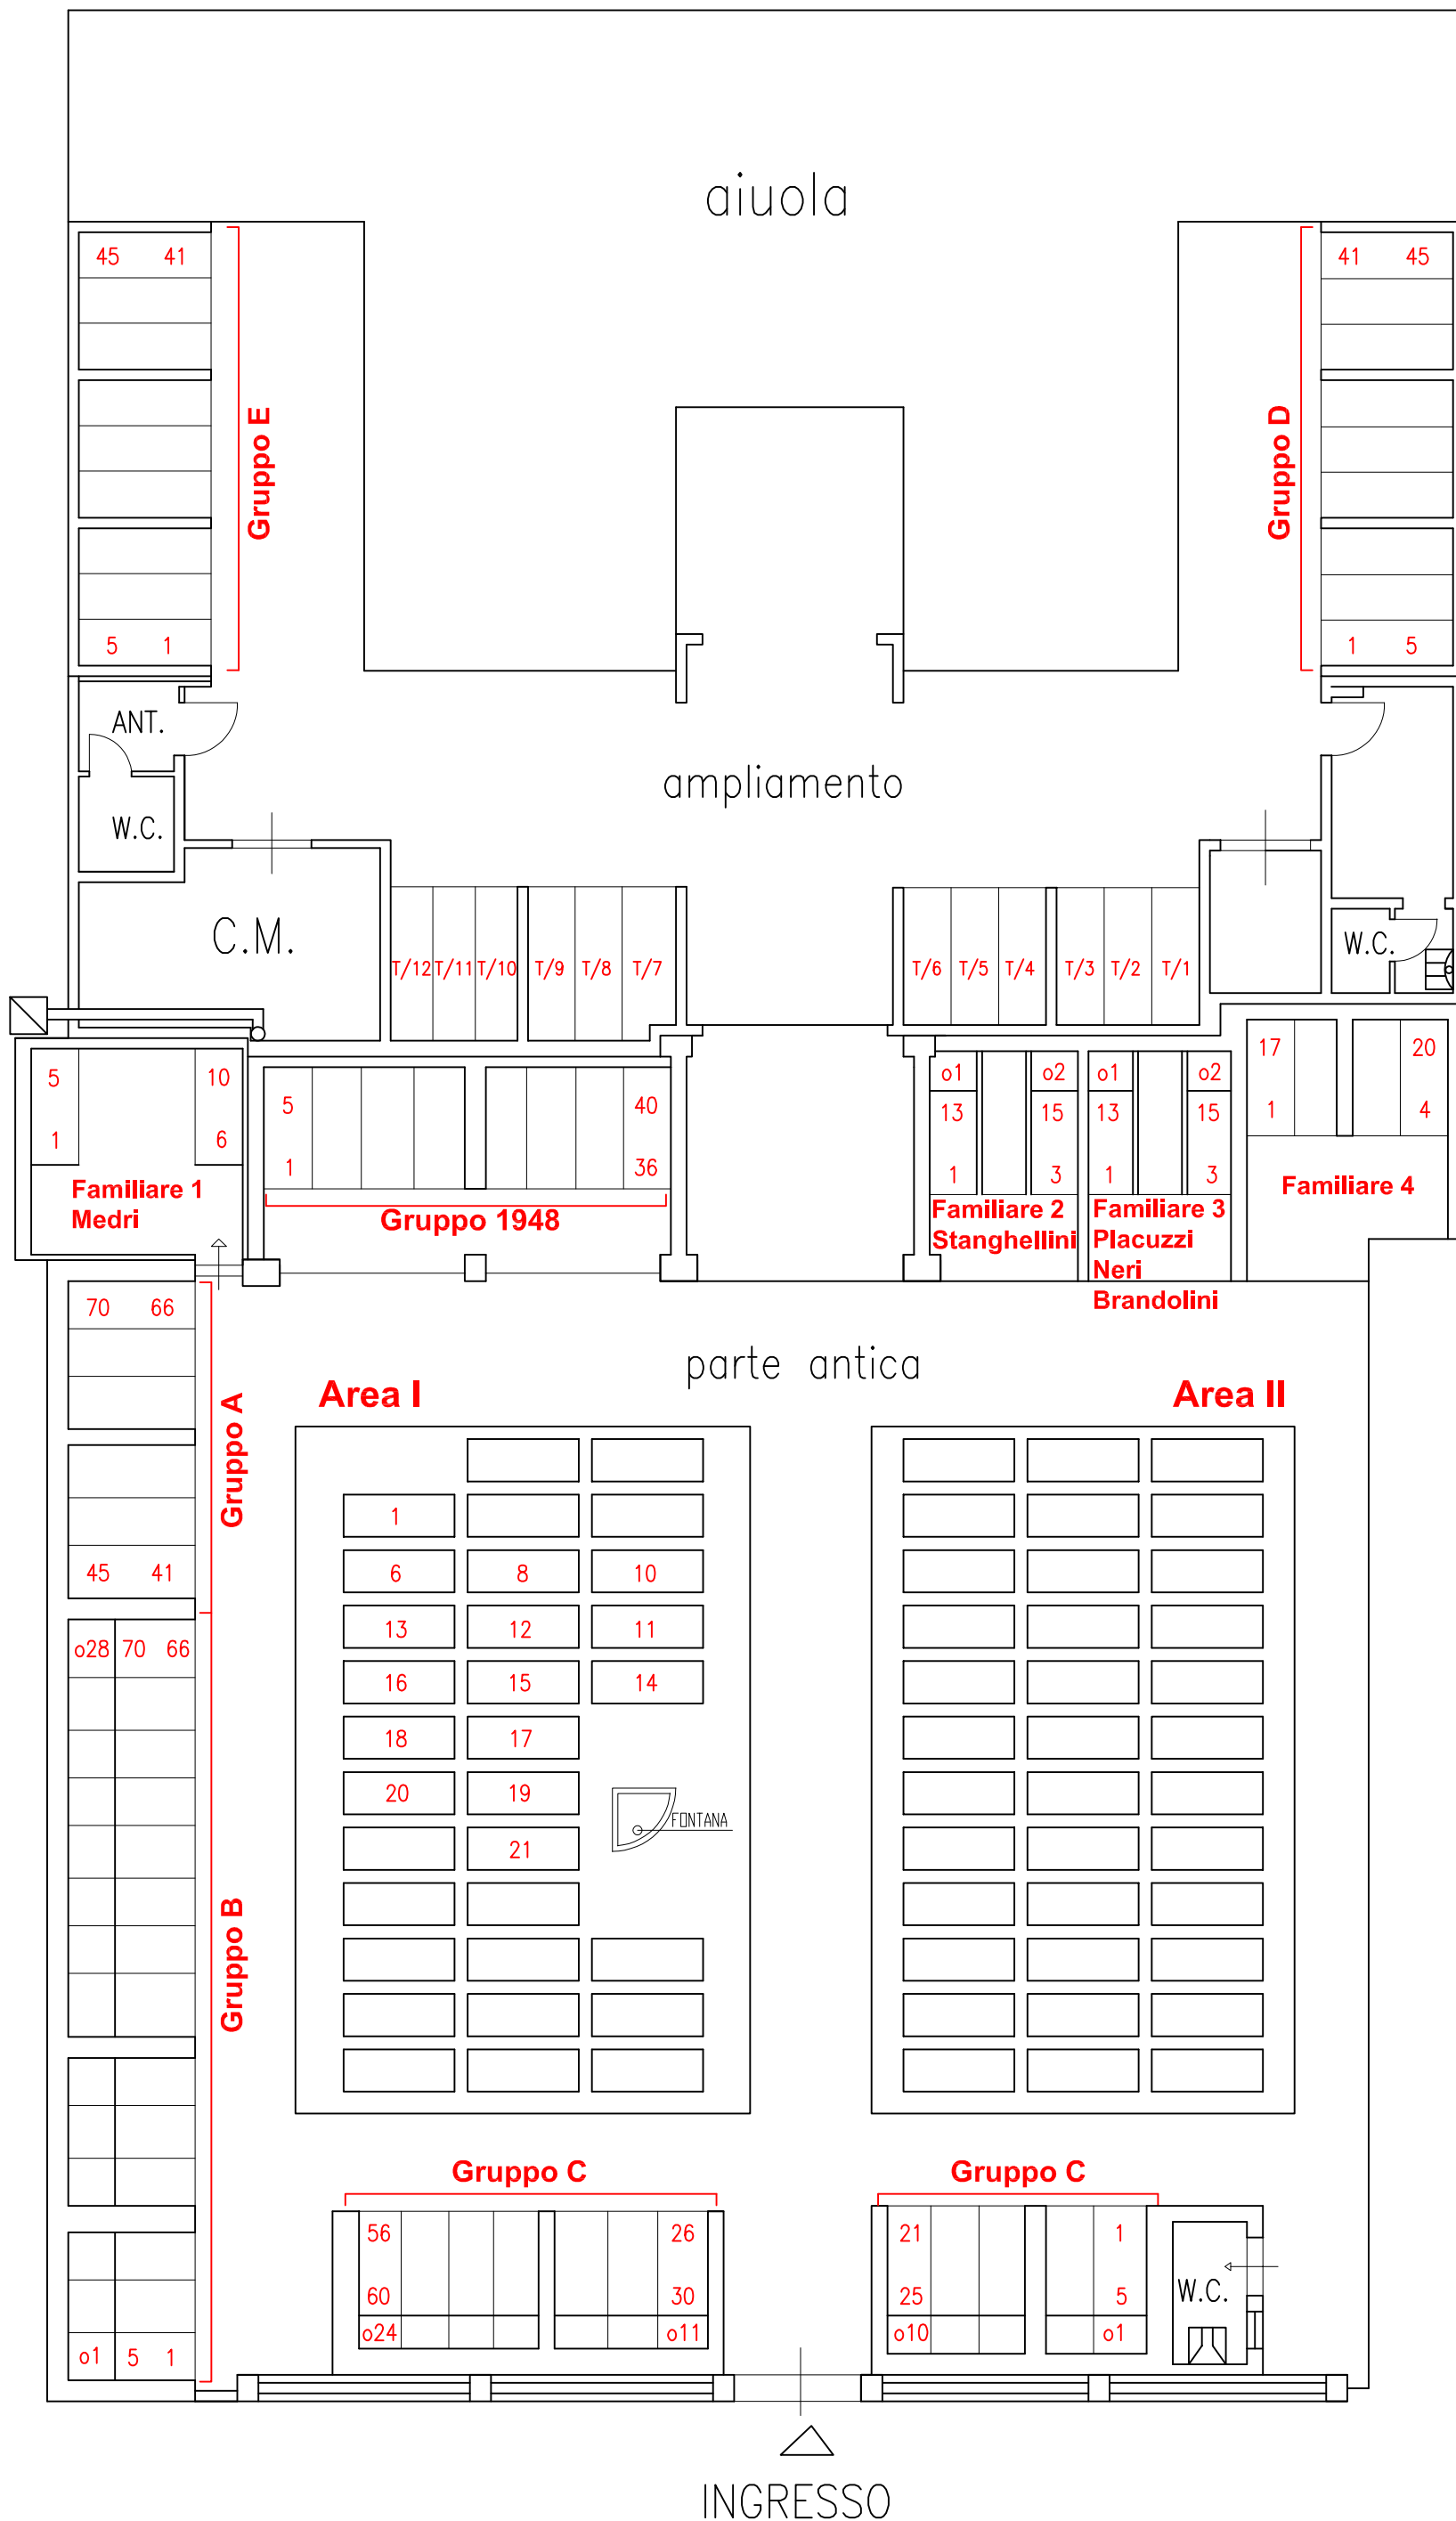 aiuola
45 41
41 45
Gruppo E
Gruppo D
5 1
1 5
ANT.
ampliamento
W.C.
C.M.
W.C.
T/12 T/11 T/10 T/9 T/8 T/7
T/6 T/5 T/4 T/3 T/2 T/1
5 10
1 6
Familiare 1
Medri
5 40
1 36
Gruppo 1948
o1 o2
13 15
1 3
Familiare 2
Stanghellini
o1 o2
13 15
1 3
Familiare 3
Placuzzi
Neri
Brandolini
17 20
1 4
Familiare 4
70 66
parte antica
Area I
Area II
Gruppo A
45 41
1
6 8 10
13 12 11
16 15 14
18 17
20 19
21
FONTANA
o28 70 66
Gruppo B
o1 5 1
Gruppo C
56 26
60 30
o24 o11
Gruppo C
21 1
25 5
o10 o1
W.C.
INGRESSO